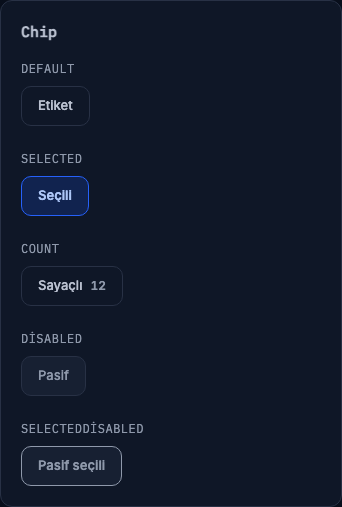 Chip
DEFAULT
Etiket
SELECTED
Seçili
COUNT
Sayaçlı 12
DİSABLED
Pasif
SELECTEDDİSABLED
Pasif seçili